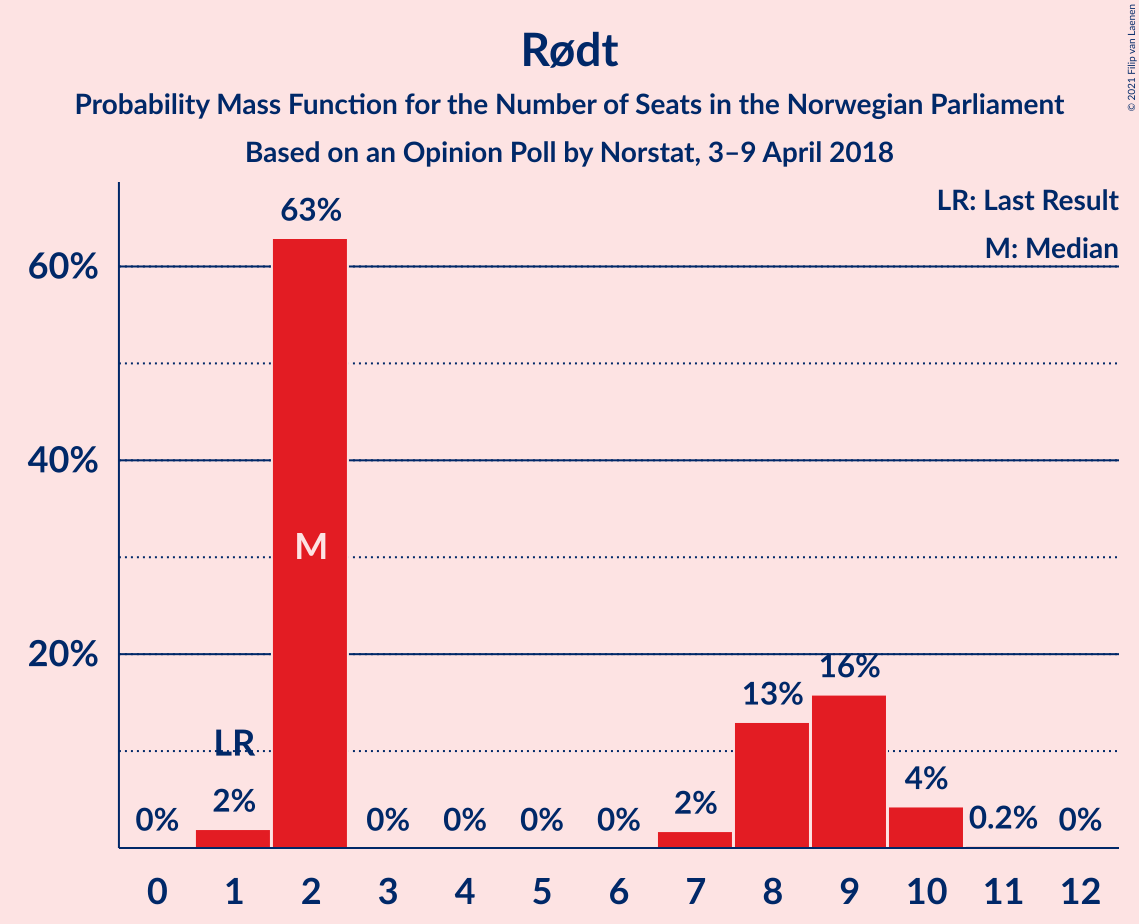 Rødt
Probability Mass Function for the Number of Seats in the Norwegian Parliament
Based on an Opinion Poll by Norstat, 3–9 April 2018
© 2021 Filip van Laenen
LR: Last Result
M: Median
60%
40%
20%
0%
2%
LR
63%
M
0%
0%
0%
0%
2%
13%
16%
4%
0.2%
0%
0 1 2 3 4 5 6 7 8 9 10 11 12